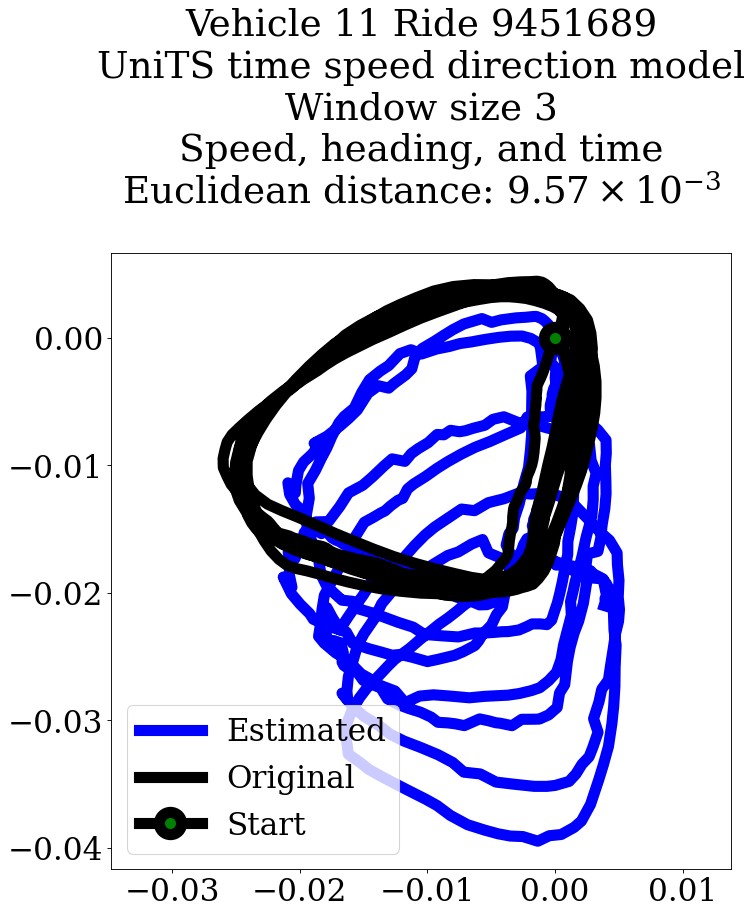 Vehicle 11 Ride 9451689
UniTS time speed direction model
Window size 3
Speed, heading, and time
Euclidean distance: 9.57 × 10⁻³
0.00
−0.01
−0.02
−0.03
−0.04
Estimated
Original
Start
−0.03 −0.02 −0.01 0.00 0.01